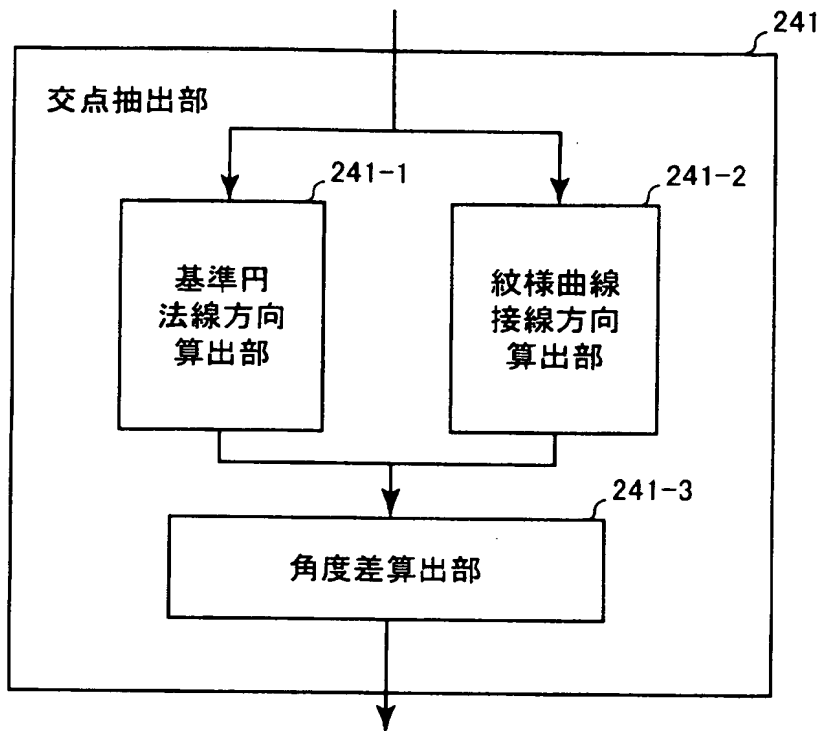 241
交点抽出部
241-1
241-2
基準円
法線方向
算出部
紋様曲線
接線方向
算出部
241-3
角度差算出部